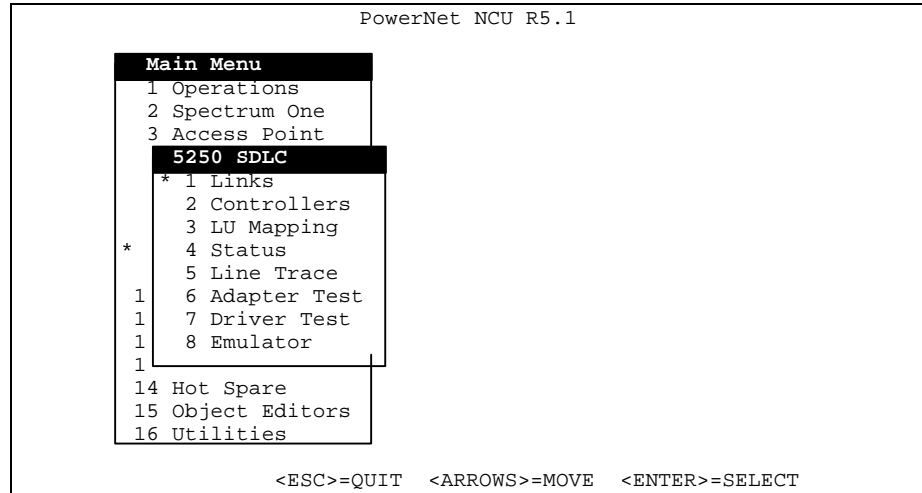 PowerNet NCU R5.1
Main Menu
1 Operations
2 Spectrum One
3 Access Point
5250 SDLC
* 1 Links
2 Controllers
3 LU Mapping
* 4 Status
5 Line Trace
1 6 Adapter Test
1 7 Driver Test
1 8 Emulator
1
14 Hot Spare
15 Object Editors
16 Utilities
<ESC>=QUIT <ARROWS>=MOVE <ENTER>=SELECT